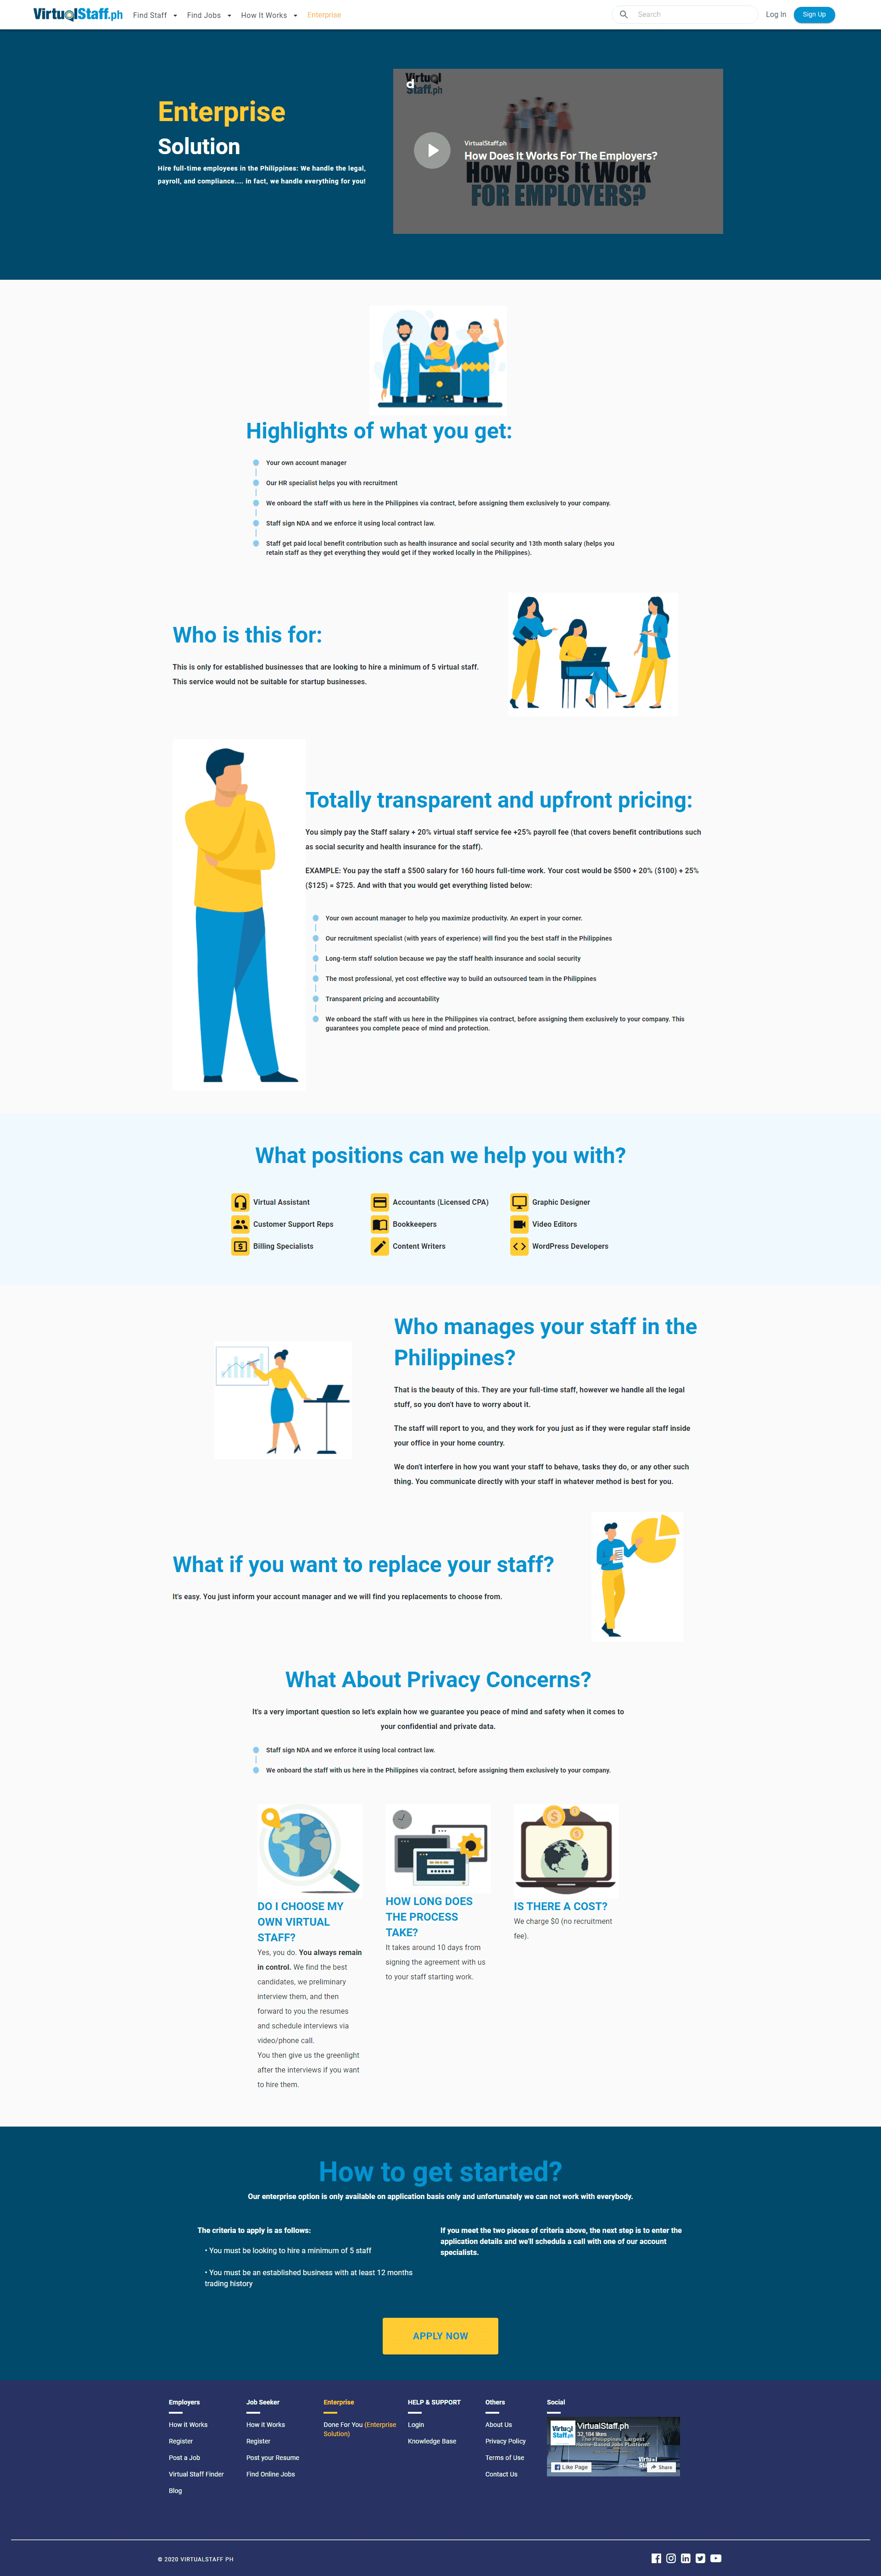 VirtualStaff.ph Find Staff Find Jobs How It Works Enterprise Search Log In Sign Up
Enterprise
Solution
Hire full-time employees in the Philippines: We handle the legal,
payroll, and compliance.... in fact, we handle everything for you!
Virtual
Staff.ph
VirtualStaff.ph
How Does It Works For The Employers?
How Does It Work
FOR EMPLOYERS?
Highlights of what you get:
Your own account manager
Our HR specialist helps you with recruitment
We onboard the staff with us here in the Philippines via contract, before assigning them exclusively to your company.
Staff sign NDA and we enforce it using local contract law.
Staff get paid local benefit contribution such as health insurance and social security and 13th month salary (helps you
retain staff as they get everything they would get if they worked locally in the Philippines).
Who is this for:
This is only for established businesses that are looking to hire a minimum of 5 virtual staff.
This service would not be suitable for startup businesses.
Totally transparent and upfront pricing:
You simply pay the Staff salary + 20% virtual staff service fee +25% payroll fee (that covers benefit contributions such
as social security and health insurance for the staff).
EXAMPLE: You pay the staff a $500 salary for 160 hours full-time work. Your cost would be $500 + 20% ($100) + 25%
($125) = $725. And with that you would get everything listed below:
Your own account manager to help you maximize productivity. An expert in your corner.
Our recruitment specialist (with years of experience) will find you the best staff in the Philippines
Long-term staff solution because we pay the staff health insurance and social security
The most professional, yet cost effective way to build an outsourced team in the Philippines
Transparent pricing and accountability
We onboard the staff with us here in the Philippines via contract, before assigning them exclusively to your company. This
guarantees you complete peace of mind and protection.
What positions can we help you with?
Virtual Assistant Accountants (Licensed CPA) Graphic Designer
Customer Support Reps Bookkeepers Video Editors
Billing Specialists Content Writers WordPress Developers
Who manages your staff in the
Philippines?
That is the beauty of this. They are your full-time staff, however we handle all the legal
stuff, so you don't have to worry about it.
The staff will report to you, and they work for you just as if they were regular staff inside
your office in your home country.
We don't interfere in how you want your staff to behave, tasks they do, or any other such
thing. You communicate directly with your staff in whatever method is best for you.
What if you want to replace your staff?
It's easy. You just inform your account manager and we will find you replacements to choose from.
What About Privacy Concerns?
It's a very important question so let's explain how we guarantee you peace of mind and safety when it comes to
your confidential and private data.
Staff sign NDA and we enforce it using local contract law.
We onboard the staff with us here in the Philippines via contract, before assigning them exclusively to your company.
DO I CHOOSE MY
OWN VIRTUAL
STAFF?
Yes, you do. You always remain
in control. We find the best
candidates, we preliminary
interview them, and then
forward to you the resumes
and schedule interviews via
video/phone call.
You then give us the greenlight
after the interviews if you want
to hire them.
HOW LONG DOES
THE PROCESS
TAKE?
It takes around 10 days from
signing the agreement with us
to your staff starting work.
IS THERE A COST?
We charge $0 (no recruitment
fee).
How to get started?
Our enterprise option is only available on application basis only and unfortunately we can not work with everybody.
The criteria to apply is as follows:
• You must be looking to hire a minimum of 5 staff
• You must be an established business with at least 12 months
trading history
If you meet the two pieces of criteria above, the next step is to enter the
application details and we'll schedula a call with one of our account
specialists.
APPLY NOW
Employers
How it Works
Register
Post a Job
Virtual Staff Finder
Blog
Job Seeker
How it Works
Register
Post your Resume
Find Online Jobs
Enterprise
Done For You (Enterprise
Solution)
HELP & SUPPORT
Login
Knowledge Base
Others
About Us
Privacy Policy
Terms of Use
Contact Us
Social
Virtual
Staff.ph
VirtualStaff.ph
32,184 likes
The Philippines' Largest
Home-Based Jobs Platform!
Like Page
Share
© 2020 VIRTUALSTAFF PH